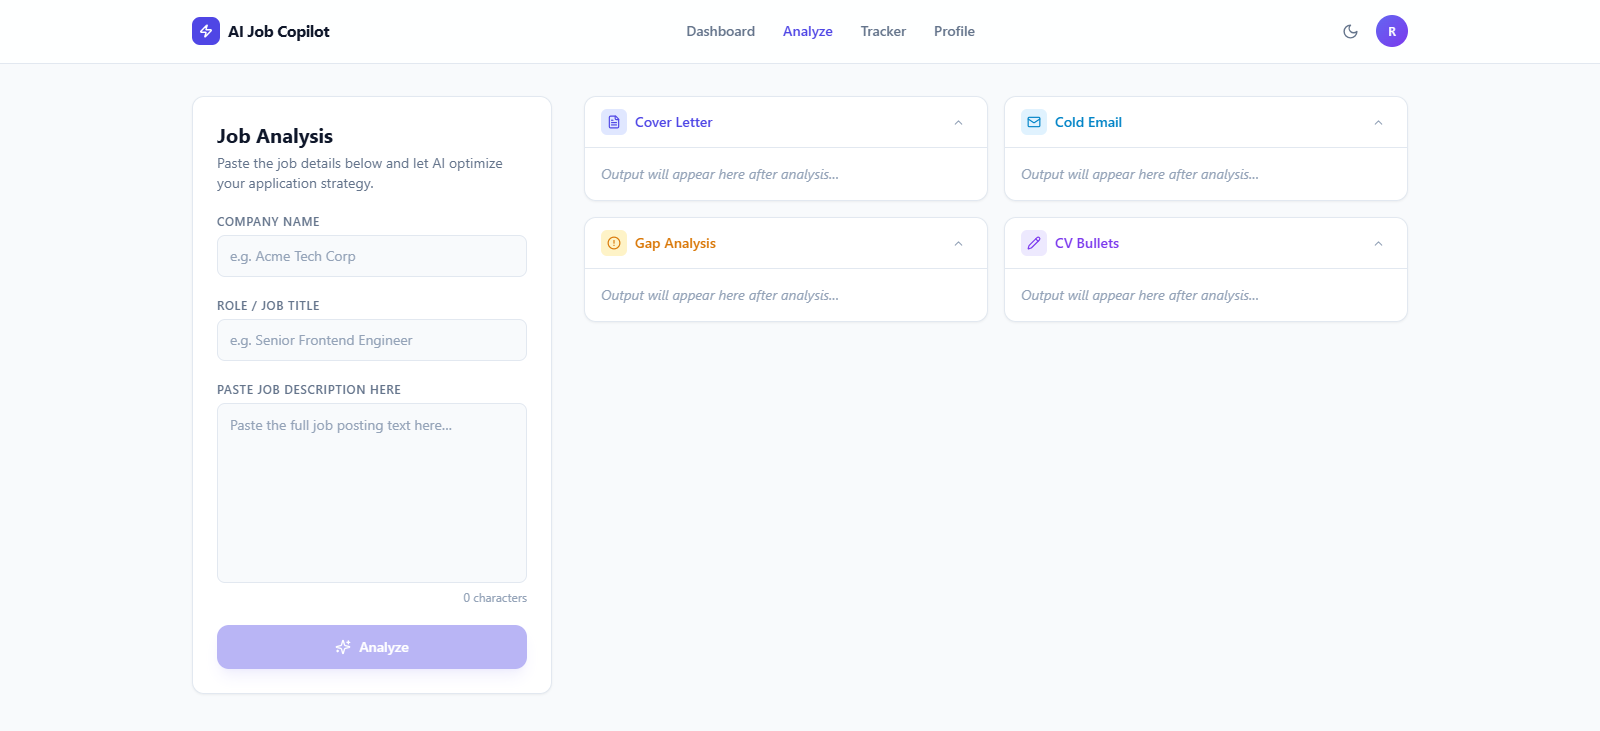 AI Job Copilot
Dashboard
Analyze
Tracker
Profile
R
Job Analysis
Paste the job details below and let AI optimize
your application strategy.
COMPANY NAME
e.g. Acme Tech Corp
ROLE / JOB TITLE
e.g. Senior Frontend Engineer
PASTE JOB DESCRIPTION HERE
Paste the full job posting text here...
0 characters
Analyze
Cover Letter
Output will appear here after analysis...
Cold Email
Output will appear here after analysis...
Gap Analysis
Output will appear here after analysis...
CV Bullets
Output will appear here after analysis...